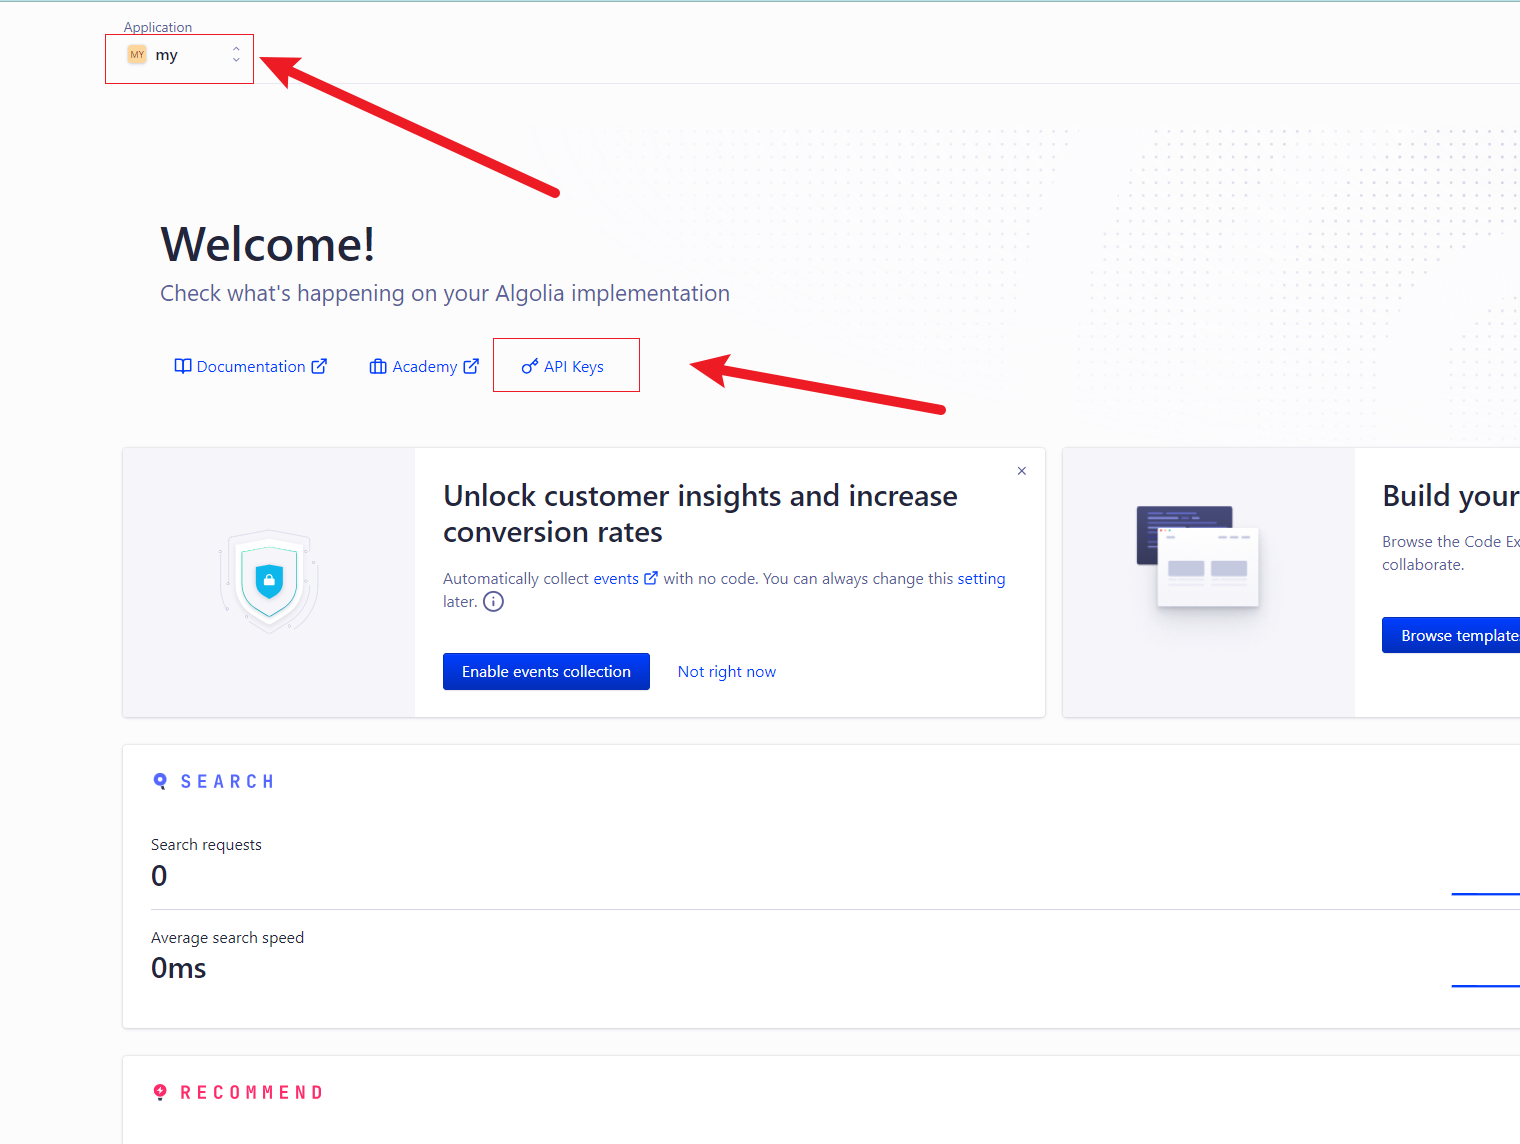 Application
MY my
Welcome!
Check what's happening on your Algolia implementation
Documentation Academy API Keys
Unlock customer insights and increase
conversion rates
Automatically collect events with no code. You can always change this setting
later.
Enable events collection Not right now
Build your
Browse the Code Ex
collaborate.
Browse template
SEARCH
Search requests
0
Average search speed
0ms
RECOMMEND